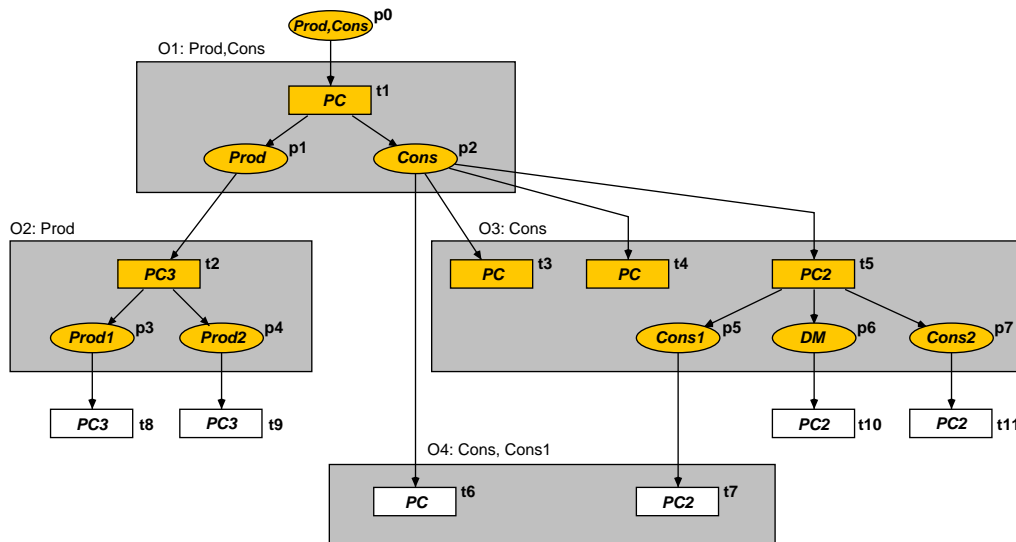 Prod,Cons p0
O1: Prod,Cons
PC t1
Prod p1 Cons p2
O2: Prod O3: Cons
PC3 t2 PC t3 PC t4 PC2 t5
Prod1 p3 Prod2 p4 Cons1 p5 DM p6 Cons2 p7
PC3 t8 PC3 t9 PC2 t10 PC2 t11
O4: Cons, Cons1
PC t6 PC2 t7